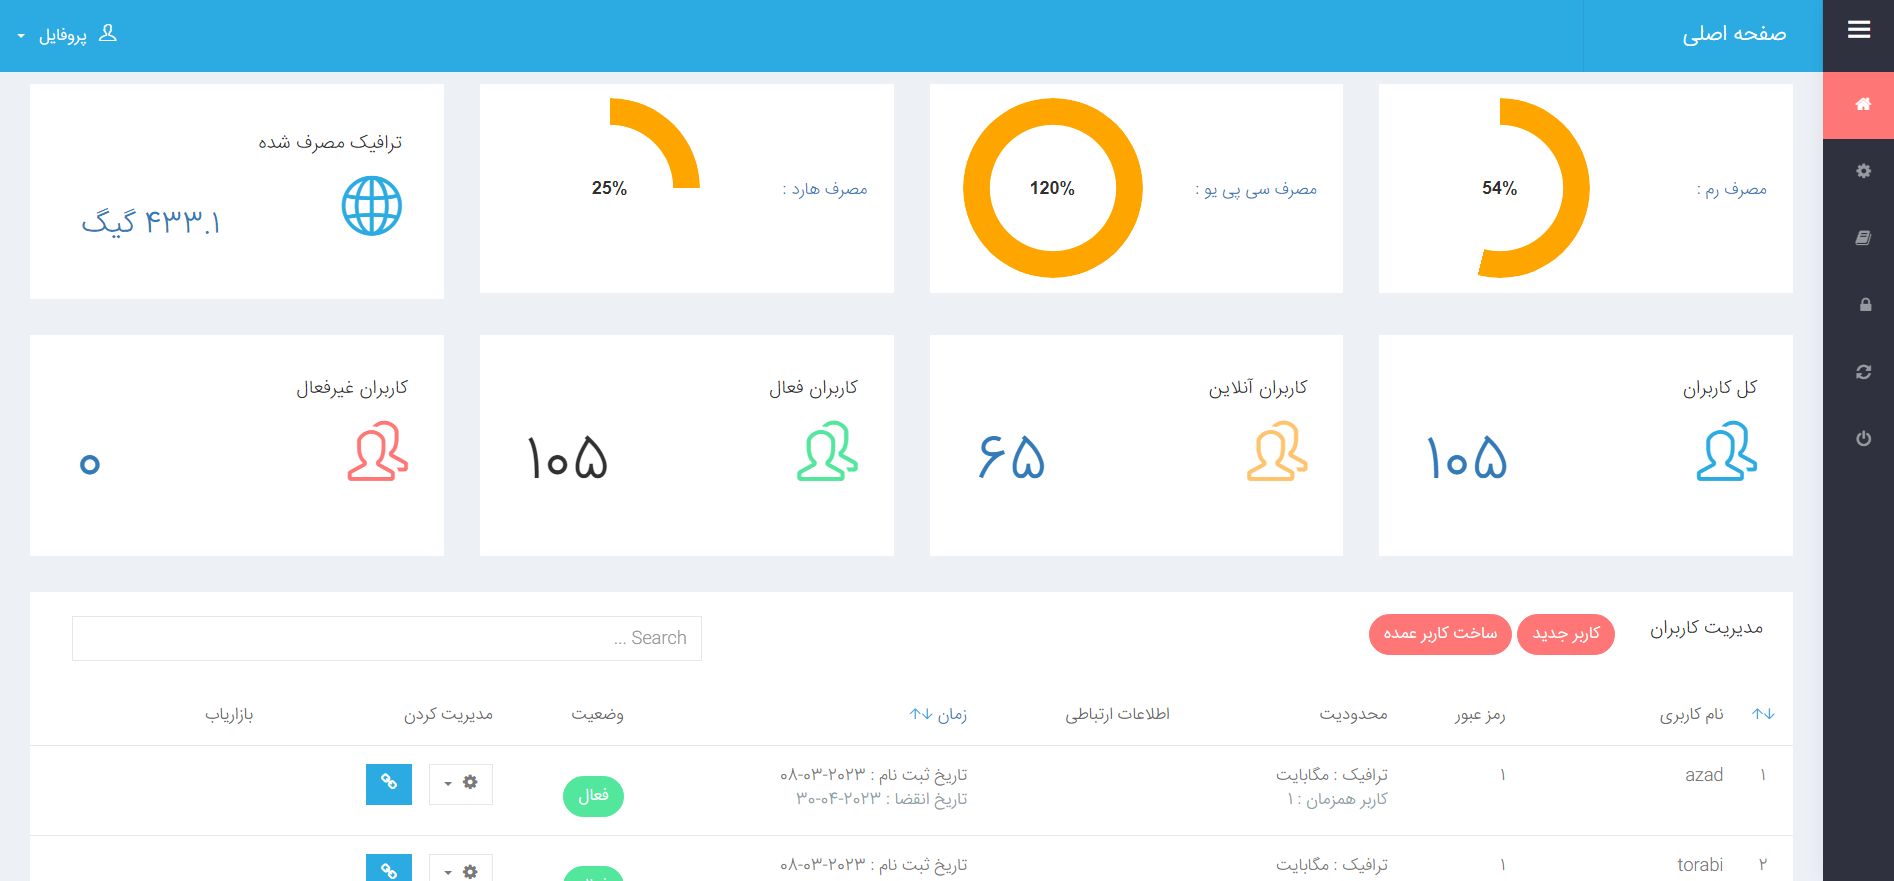 صفحه اصلی
پروفایل
مصرف رم :
54%
مصرف سی پی یو :
120%
مصرف هارد :
25%
ترافیک مصرف شده
۴۳۳.۱ گیگ
کل کاربران
۱۰۵
کاربران آنلاین
۶۵
کاربران فعال
۱۰۵
کاربران غیرفعال
۰
مدیریت کاربران
کاربر جدید
ساخت کاربر عمده
Search ...
نام کاربری
رمز عبور
محدودیت
اطلاعات ارتباطی
زمان
وضعیت
مدیریت کردن
بازاریاب
۱
azad
۱
ترافیک : مگابایت
کاربر همزمان : ۱
تاریخ ثبت نام : ۲۰۲۳-۰۳-۰۸
تاریخ انقضا : ۲۰۲۳-۰۴-۳۰
فعال
۲
torabi
۱
ترافیک : مگابایت
تاریخ ثبت نام : ۲۰۲۳-۰۳-۰۸